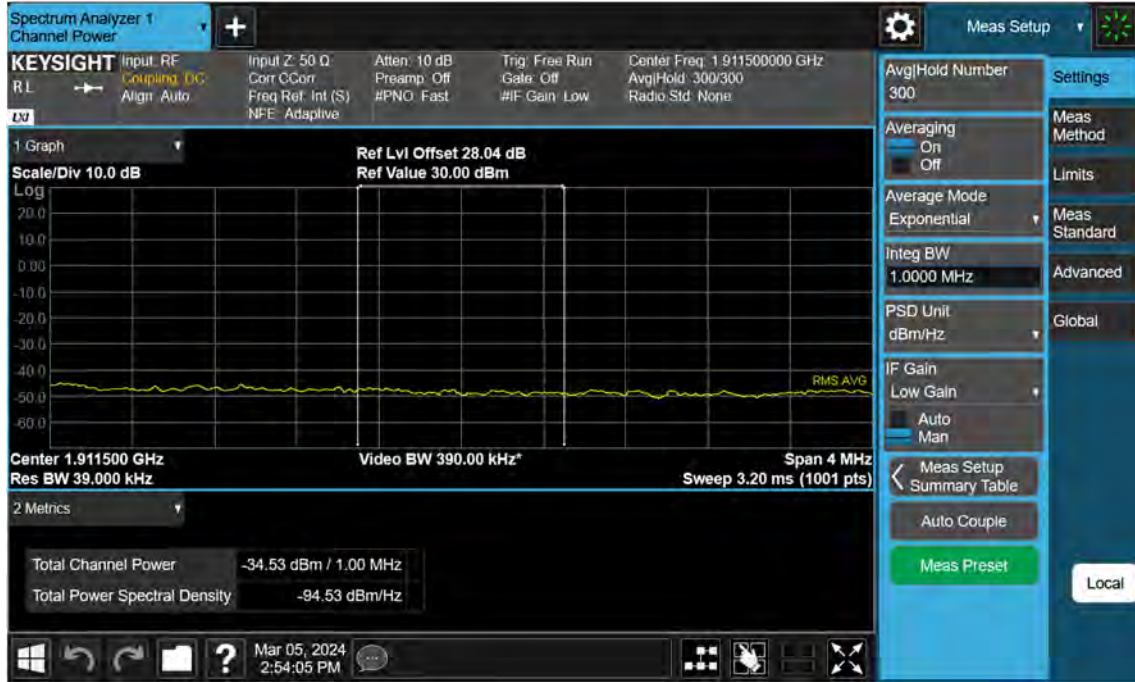 Spectrum Analyzer 1
Channel Power
Meas Setup
KEYSIGHT
RL
LXI
Input: RF
Coupling: DC
Align: Auto
Input Z: 50 Ω
Corr CCorr
Freq Ref: Int (S)
NFE: Adaptive
Atten: 10 dB
Preamp: Off
#PNO: Fast
Trig: Free Run
Gate: Off
#IF Gain: Low
Center Freq: 1.911500000 GHz
Avg|Hold: 300/300
Radio Std: None
1 Graph
Scale/Div 10.0 dB
Ref Lvl Offset 28.04 dB
Ref Value 30.00 dBm
Log
20.0
10.0
0.00
-10.0
-20.0
-30.0
-40.0
-50.0
-60.0
RMS AVG
Center 1.911500 GHz
Res BW 39.000 kHz
Video BW 390.00 kHz*
Span 4 MHz
Sweep 3.20 ms (1001 pts)
2 Metrics
Total Channel Power -34.53 dBm / 1.00 MHz
Total Power Spectral Density -94.53 dBm/Hz
Mar 05, 2024
2:54:05 PM
Avg|Hold Number
300
Averaging
On
Off
Average Mode
Exponential
Integ BW
1.0000 MHz
PSD Unit
dBm/Hz
IF Gain
Low Gain
Auto
Man
Meas Setup
Summary Table
Auto Couple
Meas Preset
Settings
Meas
Method
Limits
Meas
Standard
Advanced
Global
Local